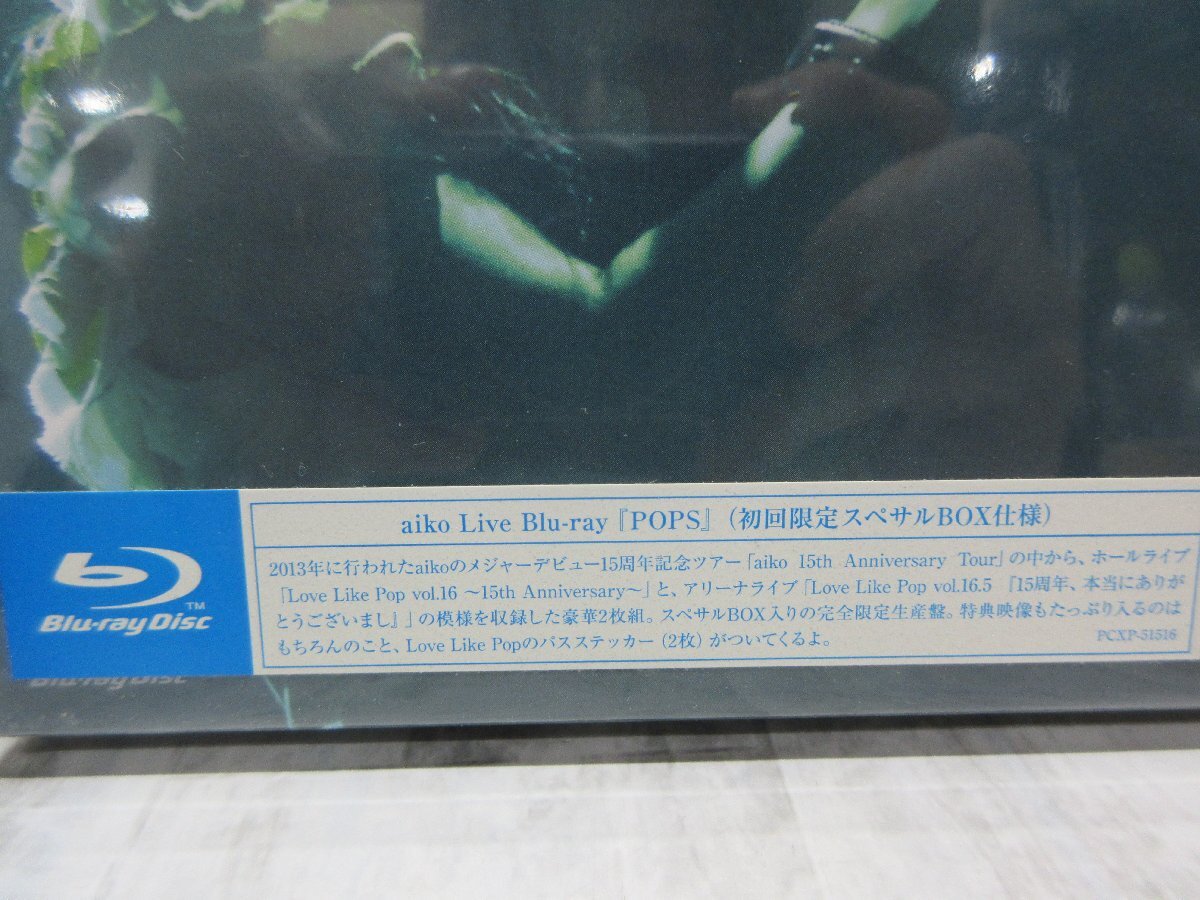 aiko Live Blu-ray『POPS』（初回限定スペサルBOX仕様）
2013年に行われたaikoのメジャーデビュー15周年記念ツアー「aiko 15th Anniversary Tour」の中から、ホールライブ
「Love Like Pop vol.16 ～15th Anniversary～」と、アリーナライブ「Love Like Pop vol.16.5 『15周年、本当にありが
とうございまし』」の模様を収録した豪華2枚組。スペサルBOX入りの完全限定生産盤。特典映像もたっぷり入るのは
もちろんのこと、Love Like Popのパスステッカー（2枚）がついてくるよ。
PCXP-51516
Blu-ray Disc
TM
Blu-ray Disc